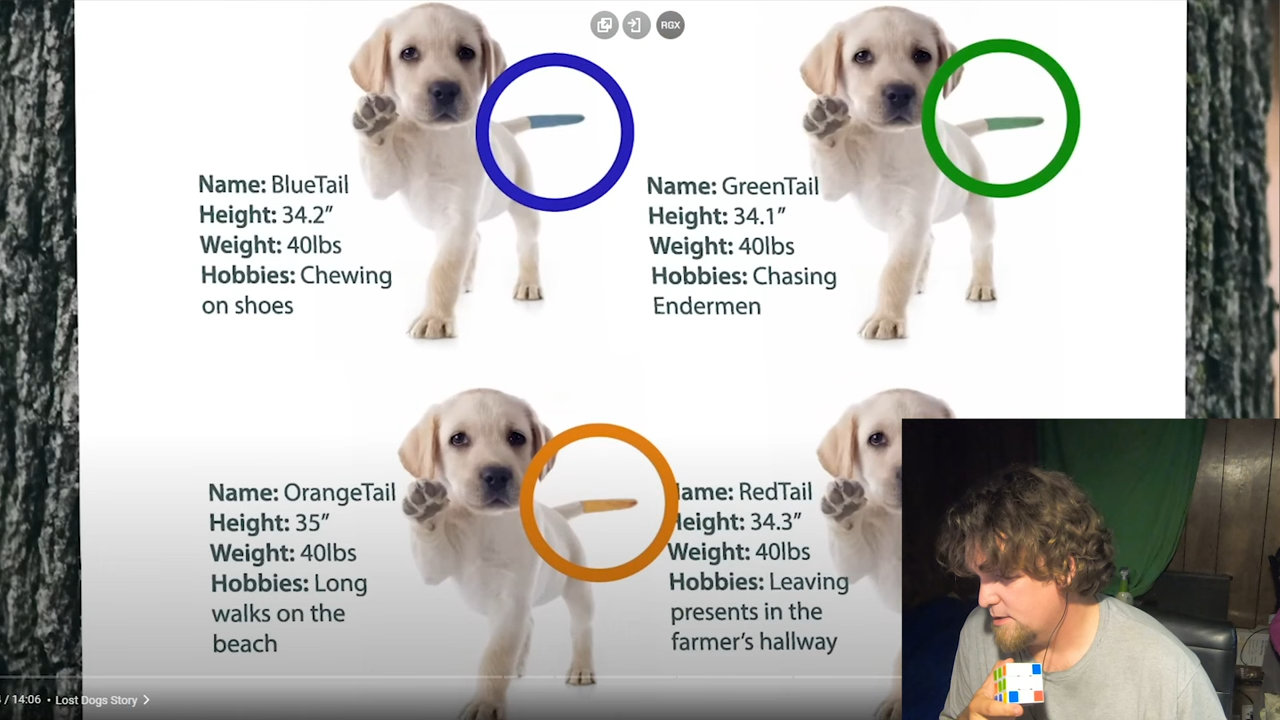 RGX
Name: BlueTail
Height: 34.2″
Weight: 40lbs
Hobbies: Chewing
on shoes
Name: GreenTail
Height: 34.1″
Weight: 40lbs
Hobbies: Chasing
Endermen
Name: OrangeTail
Height: 35″
Weight: 40lbs
Hobbies: Long
walks on the
beach
ame: RedTail
eight: 34.3″
Weight: 40lbs
Hobbies: Leaving
presents in the
farmer's hallway
/ 14:06 • Lost Dogs Story